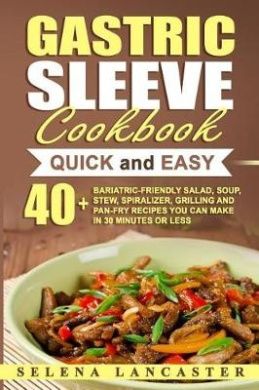 GASTRIC
SLEEVE
Cookbook
QUICK and EASY
40+
BARIATRIC-FRIENDLY SALAD, SOUP,
STEW, SPIRALIZER, GRILLING AND
PAN-FRY RECIPES YOU CAN MAKE
IN 30 MINUTES OR LESS
SELENA LANCASTER